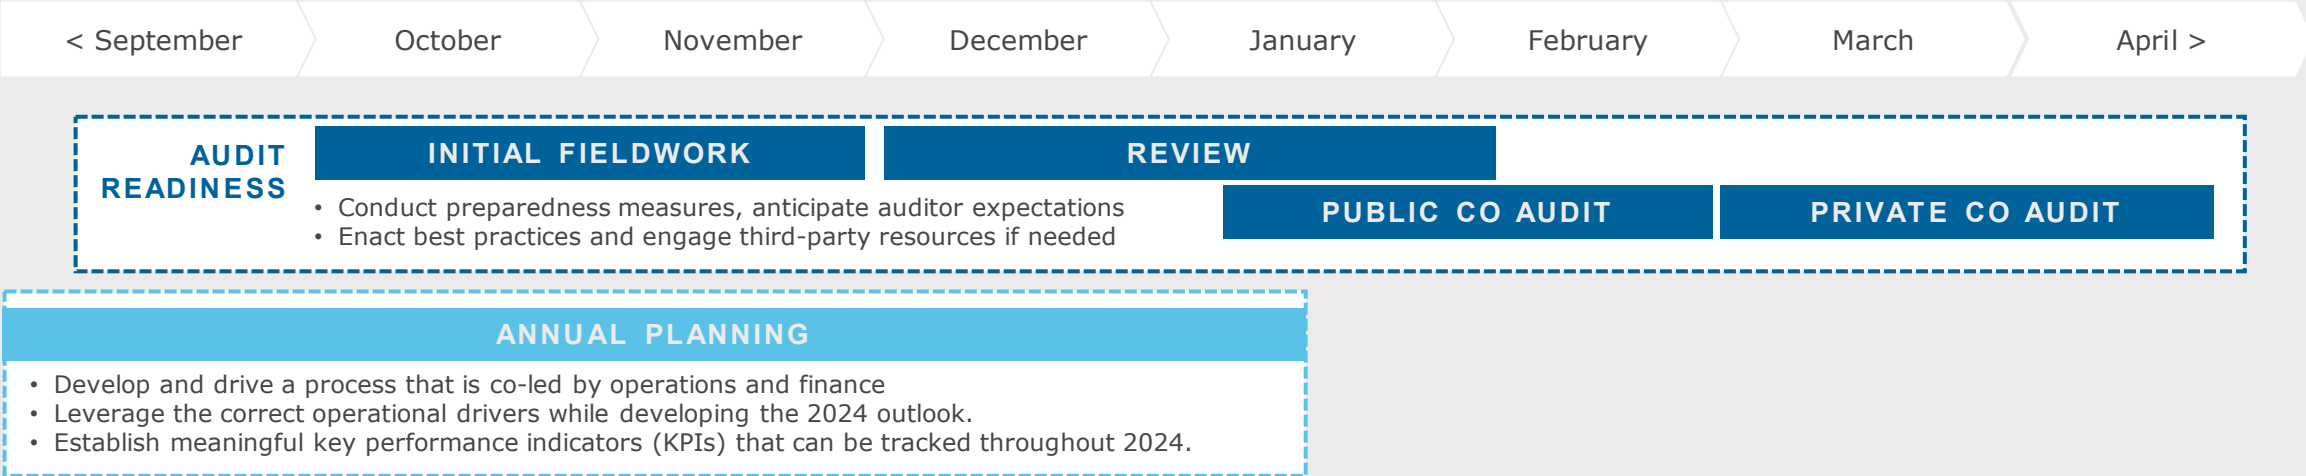 < September
October
November
December
January
February
March
April >
AUDIT
READINESS
INITIAL FIELDWORK
REVIEW
• Conduct preparedness measures, anticipate auditor expectations
• Enact best practices and engage third-party resources if needed
PUBLIC CO AUDIT
PRIVATE CO AUDIT
ANNUAL PLANNING
• Develop and drive a process that is co-led by operations and finance
• Leverage the correct operational drivers while developing the 2024 outlook.
• Establish meaningful key performance indicators (KPIs) that can be tracked throughout 2024.